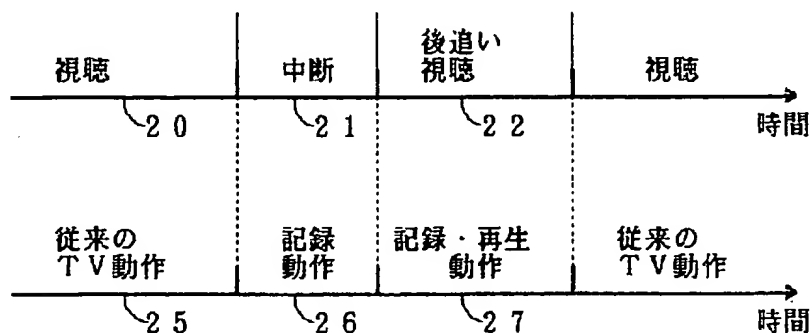 視聴 中断 後追い 視聴 視聴
２０ ２１ ２２ 時間
従来の 記録 記録・再生 従来の
ＴＶ動作 動作 動作 ＴＶ動作
２５ ２６ ２７ 時間